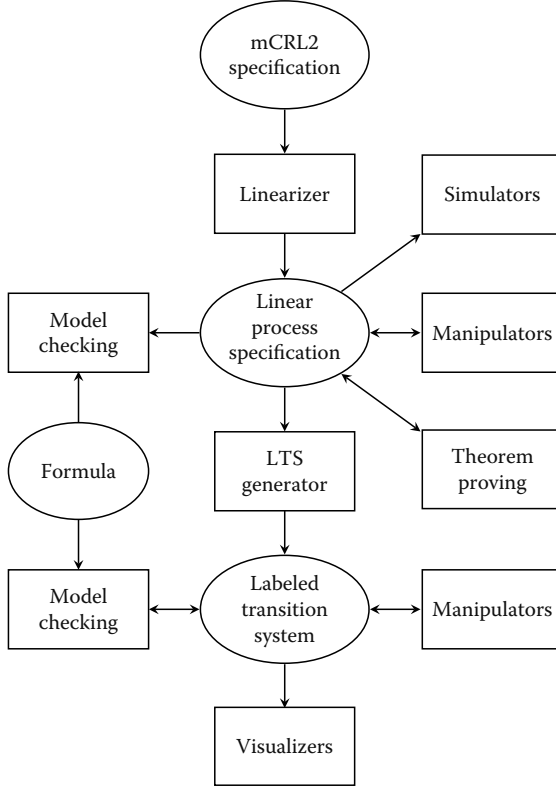 mCRL2
specification
Linearizer
Simulators
Linear
process
specification
Model
checking
Manipulators
Formula
LTS
generator
Theorem
proving
Model
checking
Labeled
transition
system
Manipulators
Visualizers